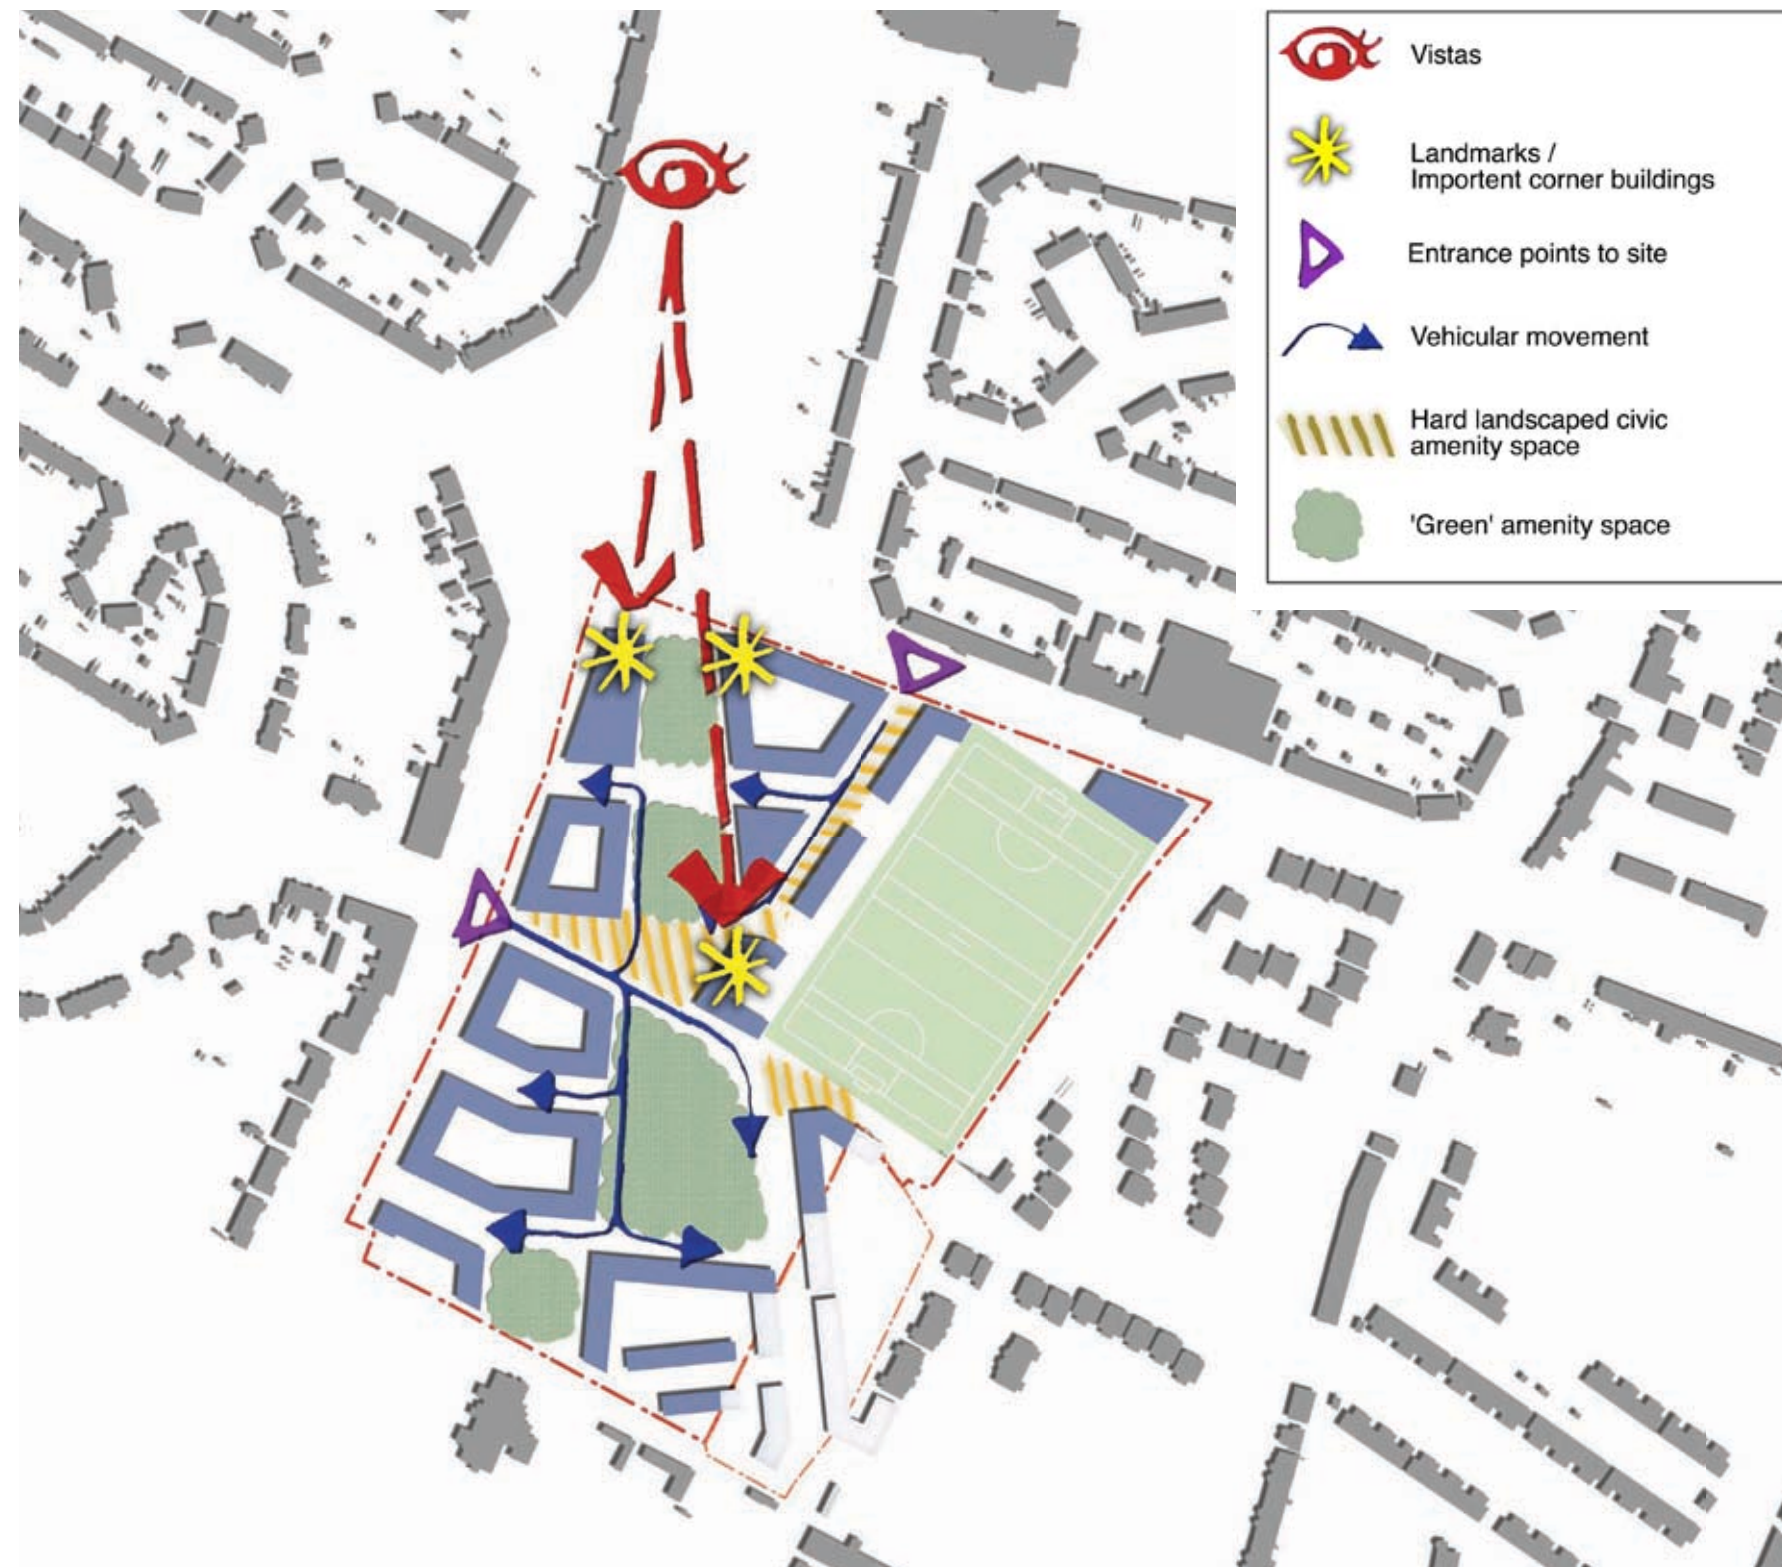 Vistas
Landmarks /
Importent corner buildings
Entrance points to site
Vehicular movement
Hard landscaped civic
amenity space
'Green' amenity space